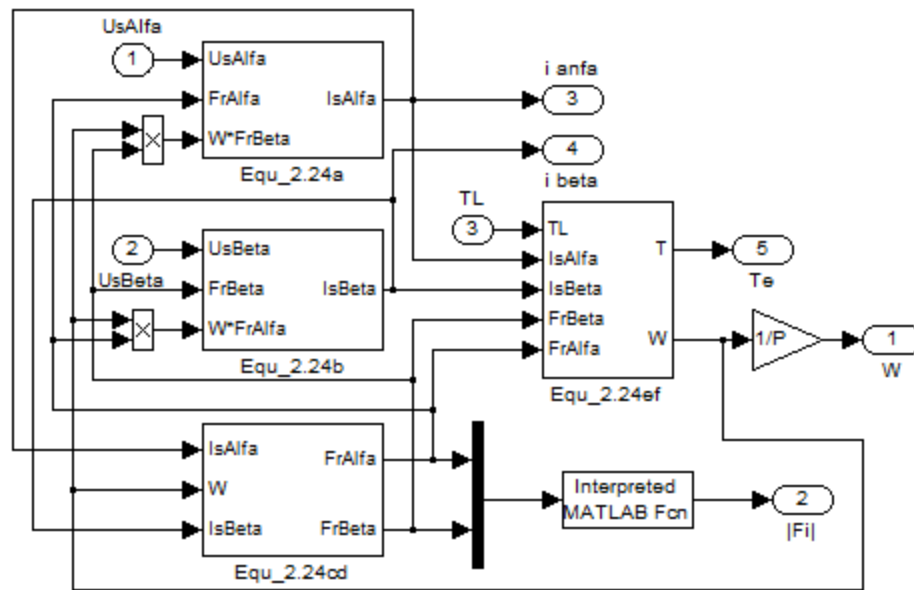 UsAlfa
1
UsAlfa
FrAlfa
IsAlfa
W*FrBeta
Equ_2.24a
i anfa
3
4
i beta
2
UsBeta
UsBeta
FrBeta
IsBeta
W*FrAlfa
Equ_2.24b
TL
3
TL
IsAlfa
IsBeta
FrBeta
FrAlfa
T
W
Equ_2.24ef
5
Te
1/P
1
W
IsAlfa
W
IsBeta
FrAlfa
FrBeta
Equ_2.24cd
Interpreted
MATLAB Fcn
2
|Fi|